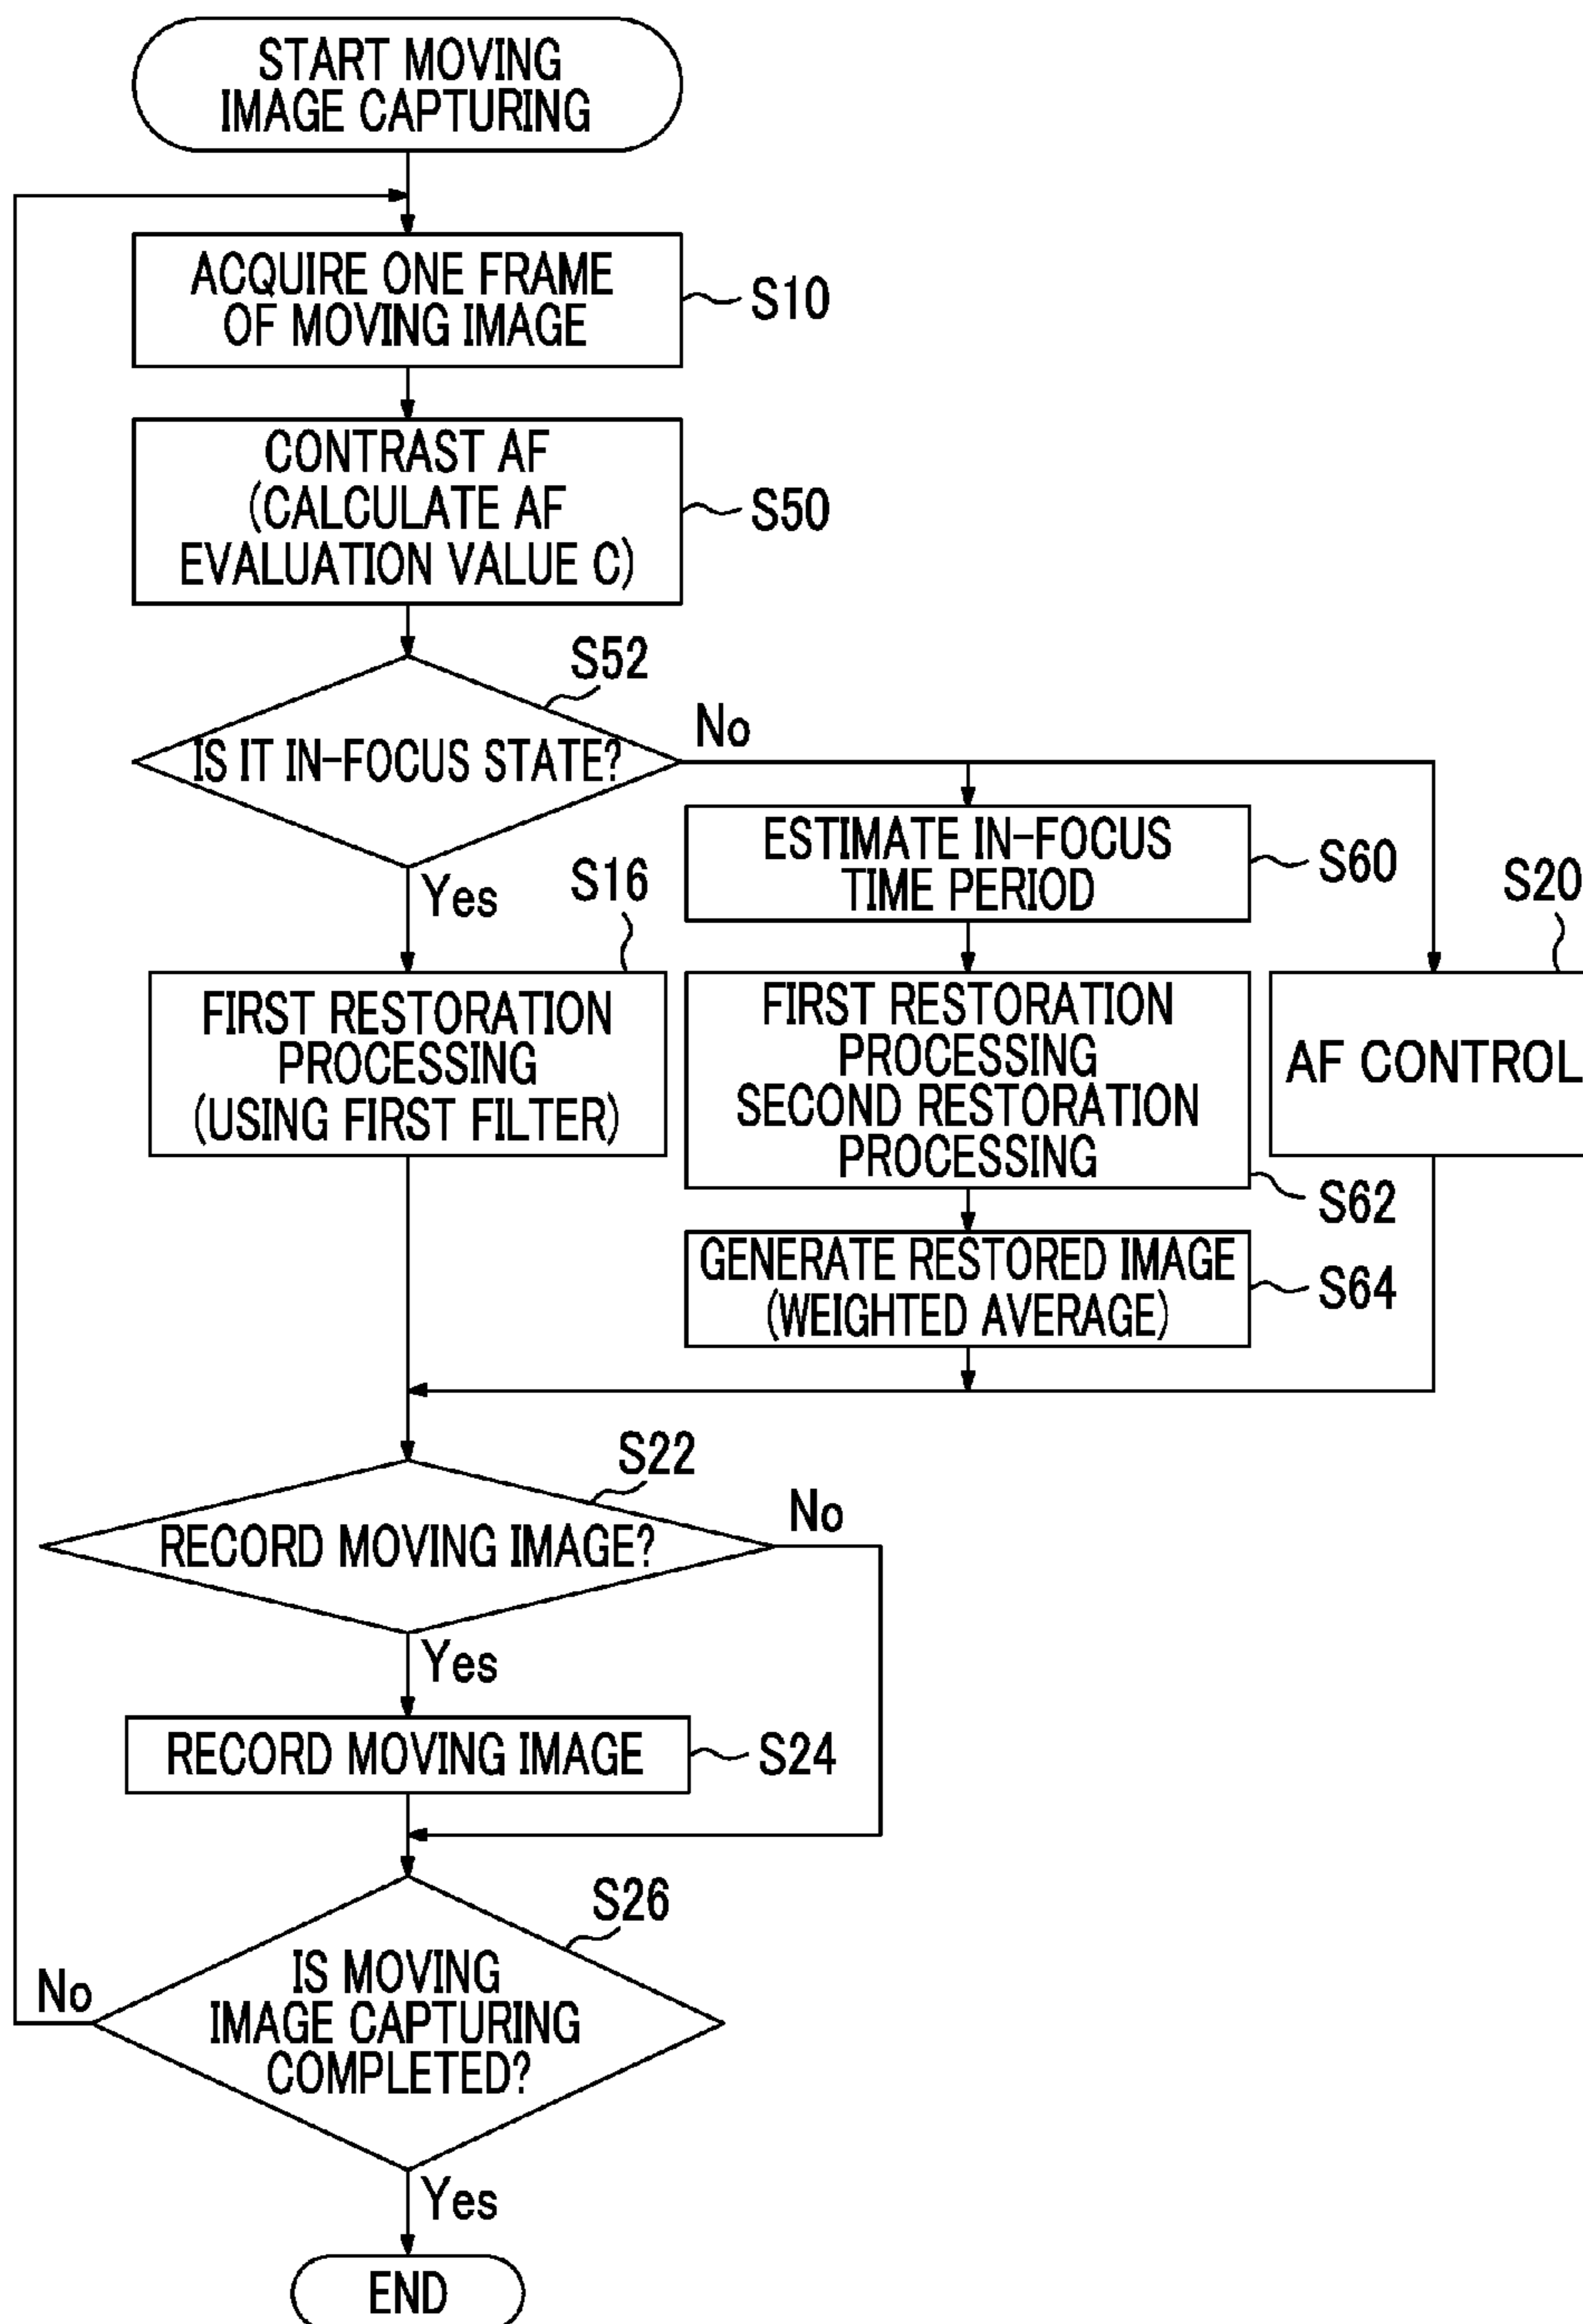 START MOVING
IMAGE CAPTURING
ACQUIRE ONE FRAME
OF MOVING IMAGE
S10
CONTRAST AF
(CALCULATE AF
EVALUATION VALUE C)
S50
S52
IS IT IN-FOCUS STATE?
No
Yes
ESTIMATE IN-FOCUS
TIME PERIOD
S60
S16
FIRST RESTORATION
PROCESSING
(USING FIRST FILTER)
FIRST RESTORATION
PROCESSING
SECOND RESTORATION
PROCESSING
S62
S20
AF CONTROL
GENERATE RESTORED IMAGE
(WEIGHTED AVERAGE)
S64
S22
RECORD MOVING IMAGE?
No
Yes
RECORD MOVING IMAGE
S24
S26
IS MOVING
IMAGE CAPTURING
COMPLETED?
No
Yes
END